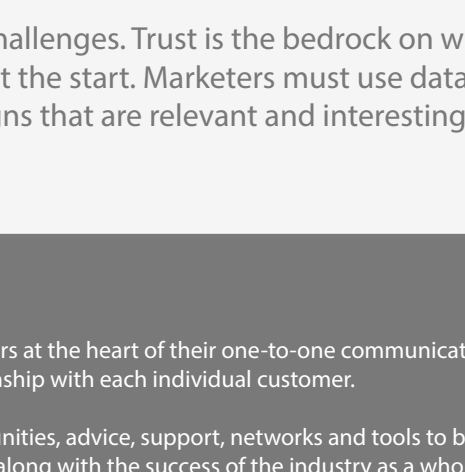 hallenges. Trust is the bedrock on w
t the start. Marketers must use data
gns that are relevant and interesting
rs at the heart of their one-to-one communicat
nship with each individual customer.
unities, advice, support, networks and tools to b
along with the success of the industry as a who